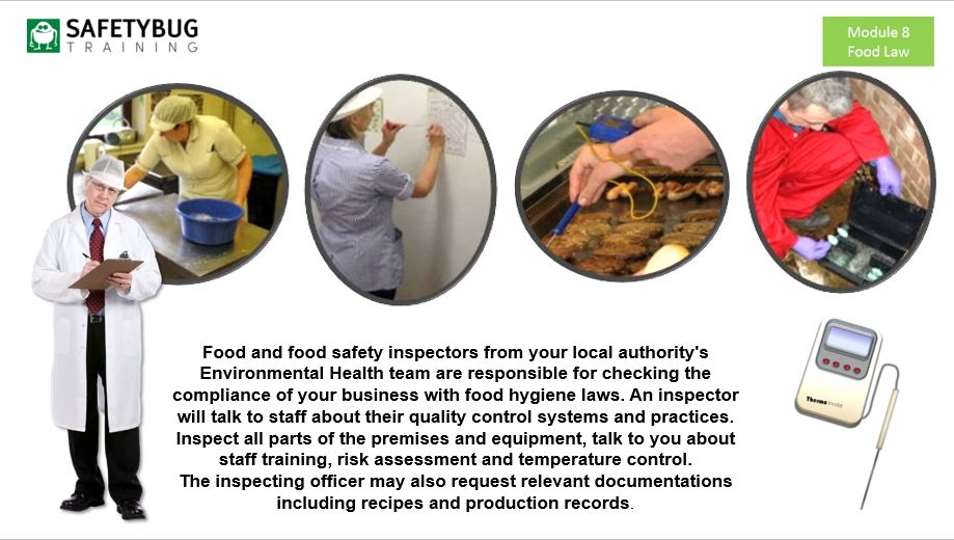 SAFETYBUG
TRAINING
Module 8
Food Law
Food and food safety inspectors from your local authority's
Environmental Health team are responsible for checking the
compliance of your business with food hygiene laws. An inspector
will talk to staff about their quality control systems and practices.
Inspect all parts of the premises and equipment, talk to you about
staff training, risk assessment and temperature control.
The inspecting officer may also request relevant documentations
including recipes and production records.